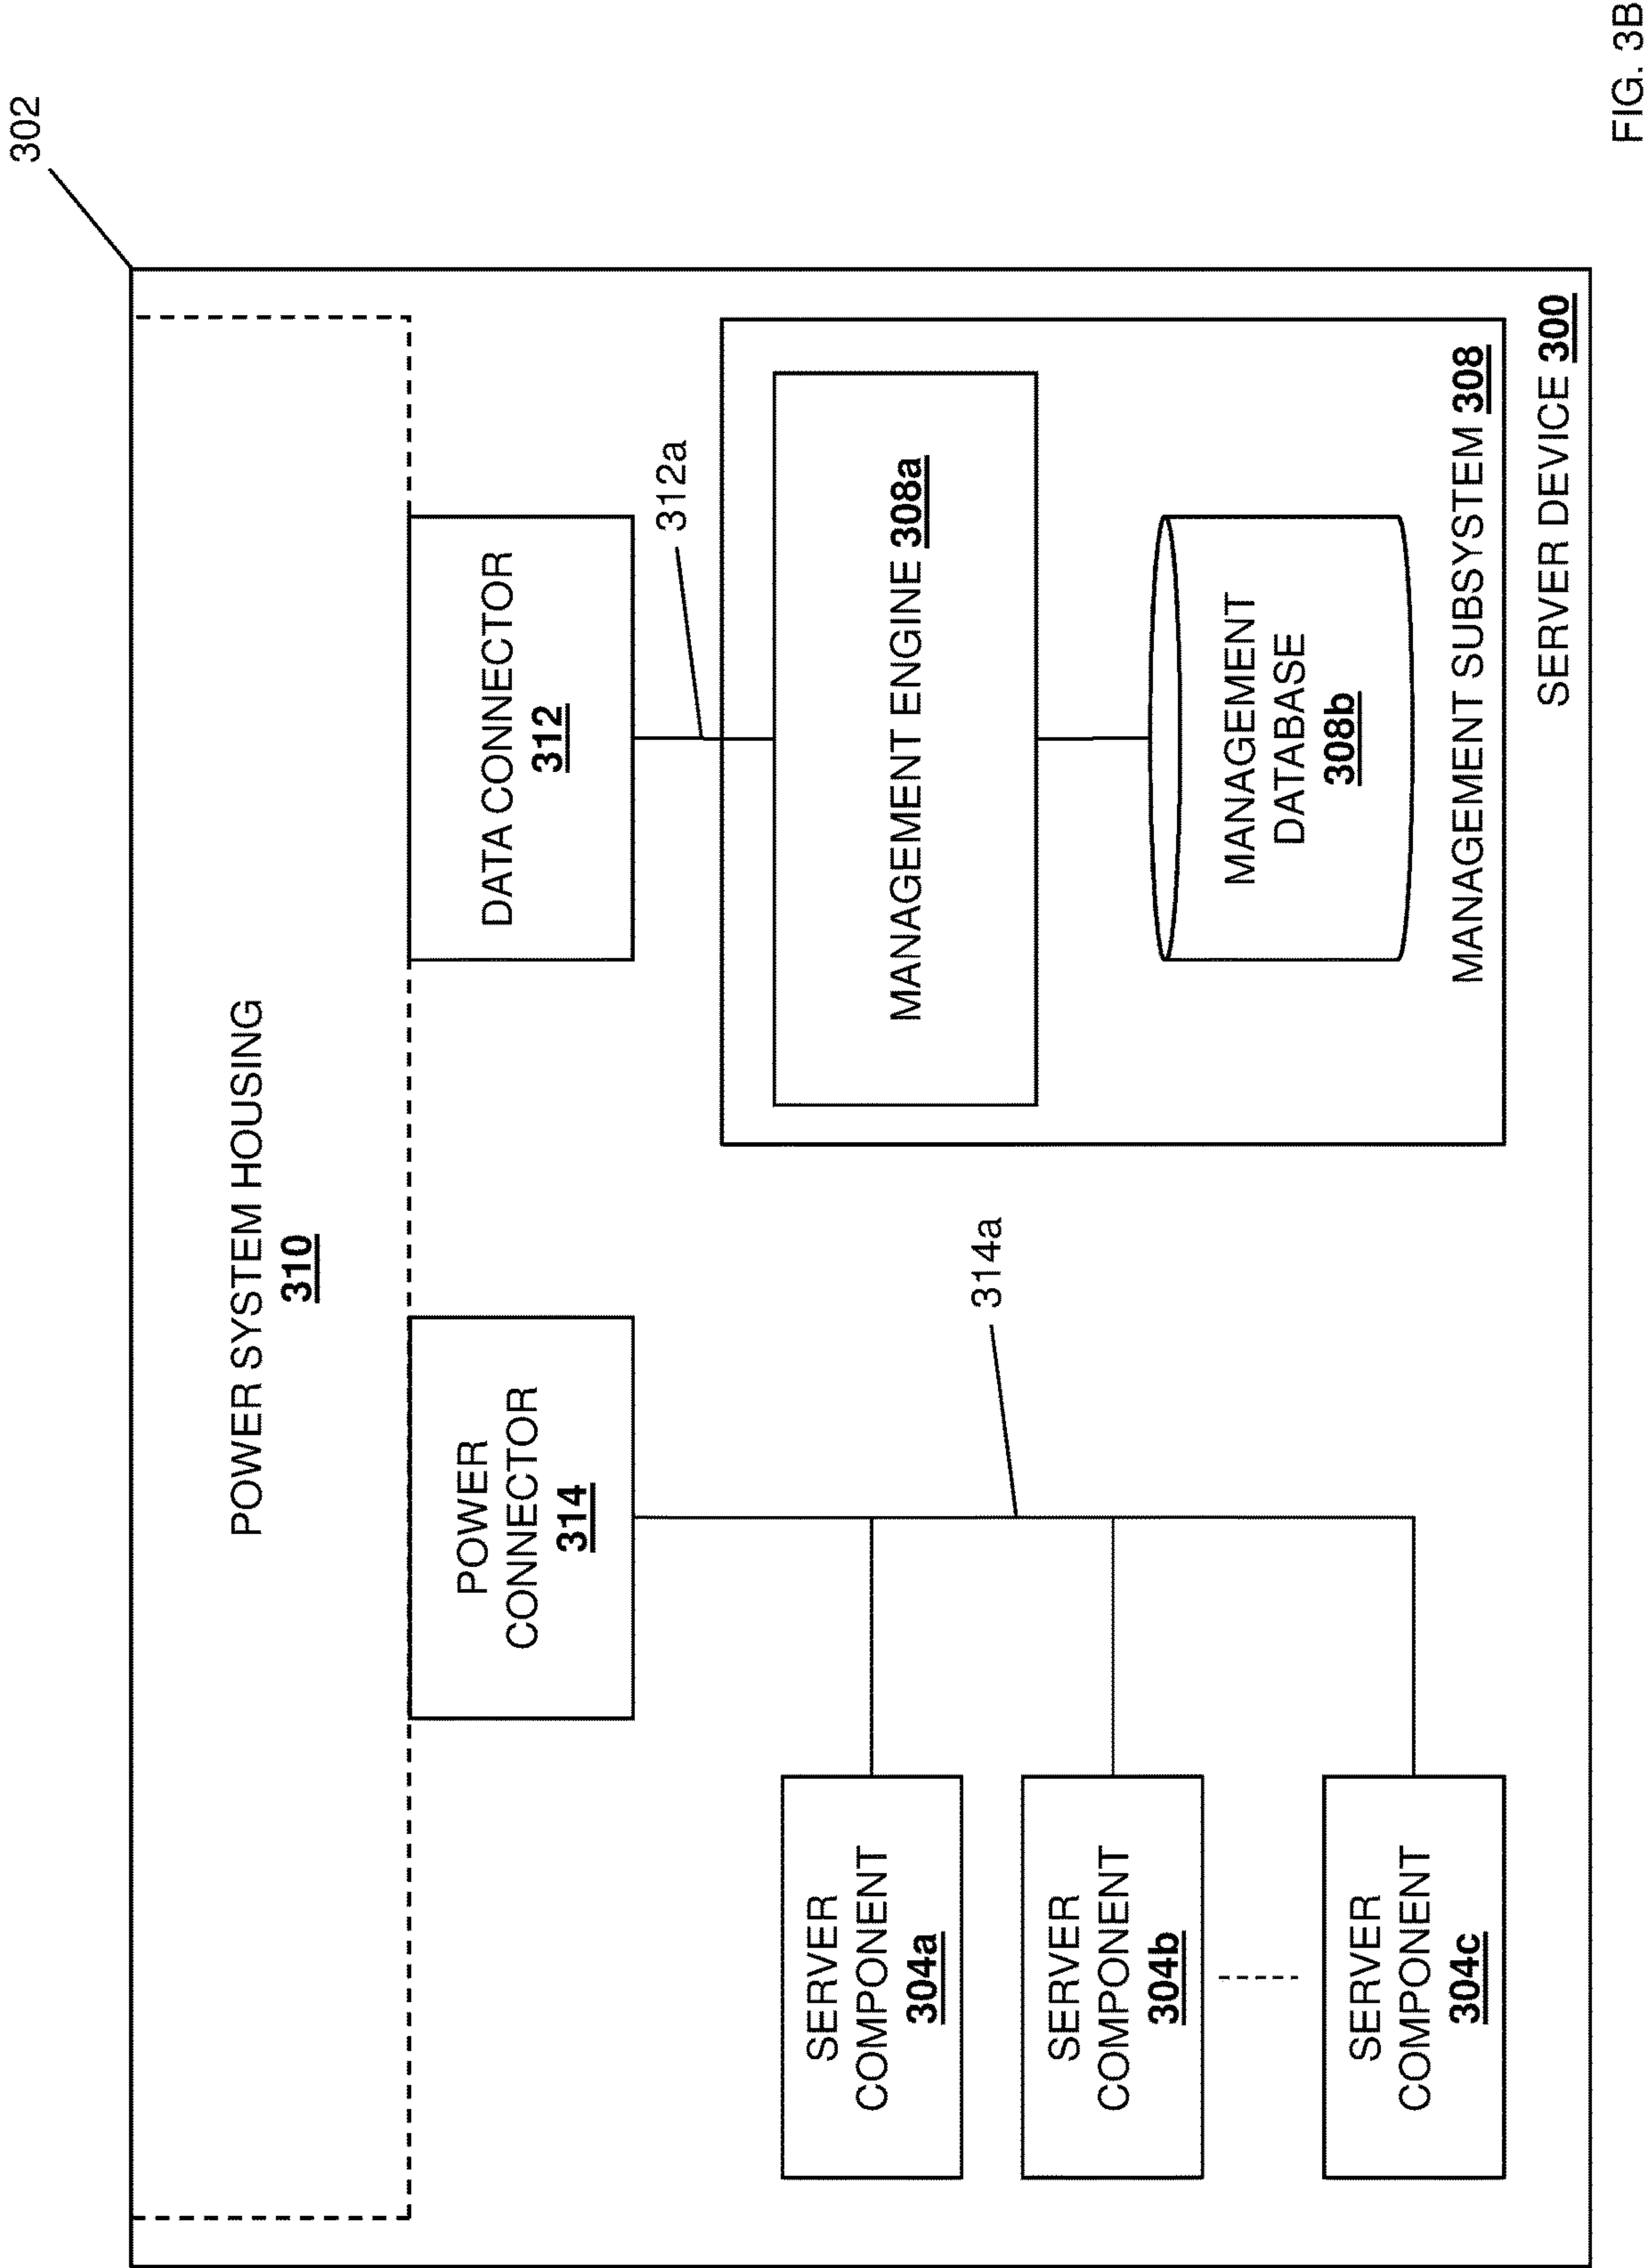 302
POWER SYSTEM HOUSING
310
POWER
CONNECTOR
314
DATA CONNECTOR
312
312a
314a
SERVER
COMPONENT
304a
SERVER
COMPONENT
304b
SERVER
COMPONENT
304c
MANAGEMENT ENGINE 308a
MANAGEMENT
DATABASE
308b
MANAGEMENT SUBSYSTEM 308
SERVER DEVICE 300
FIG. 3B